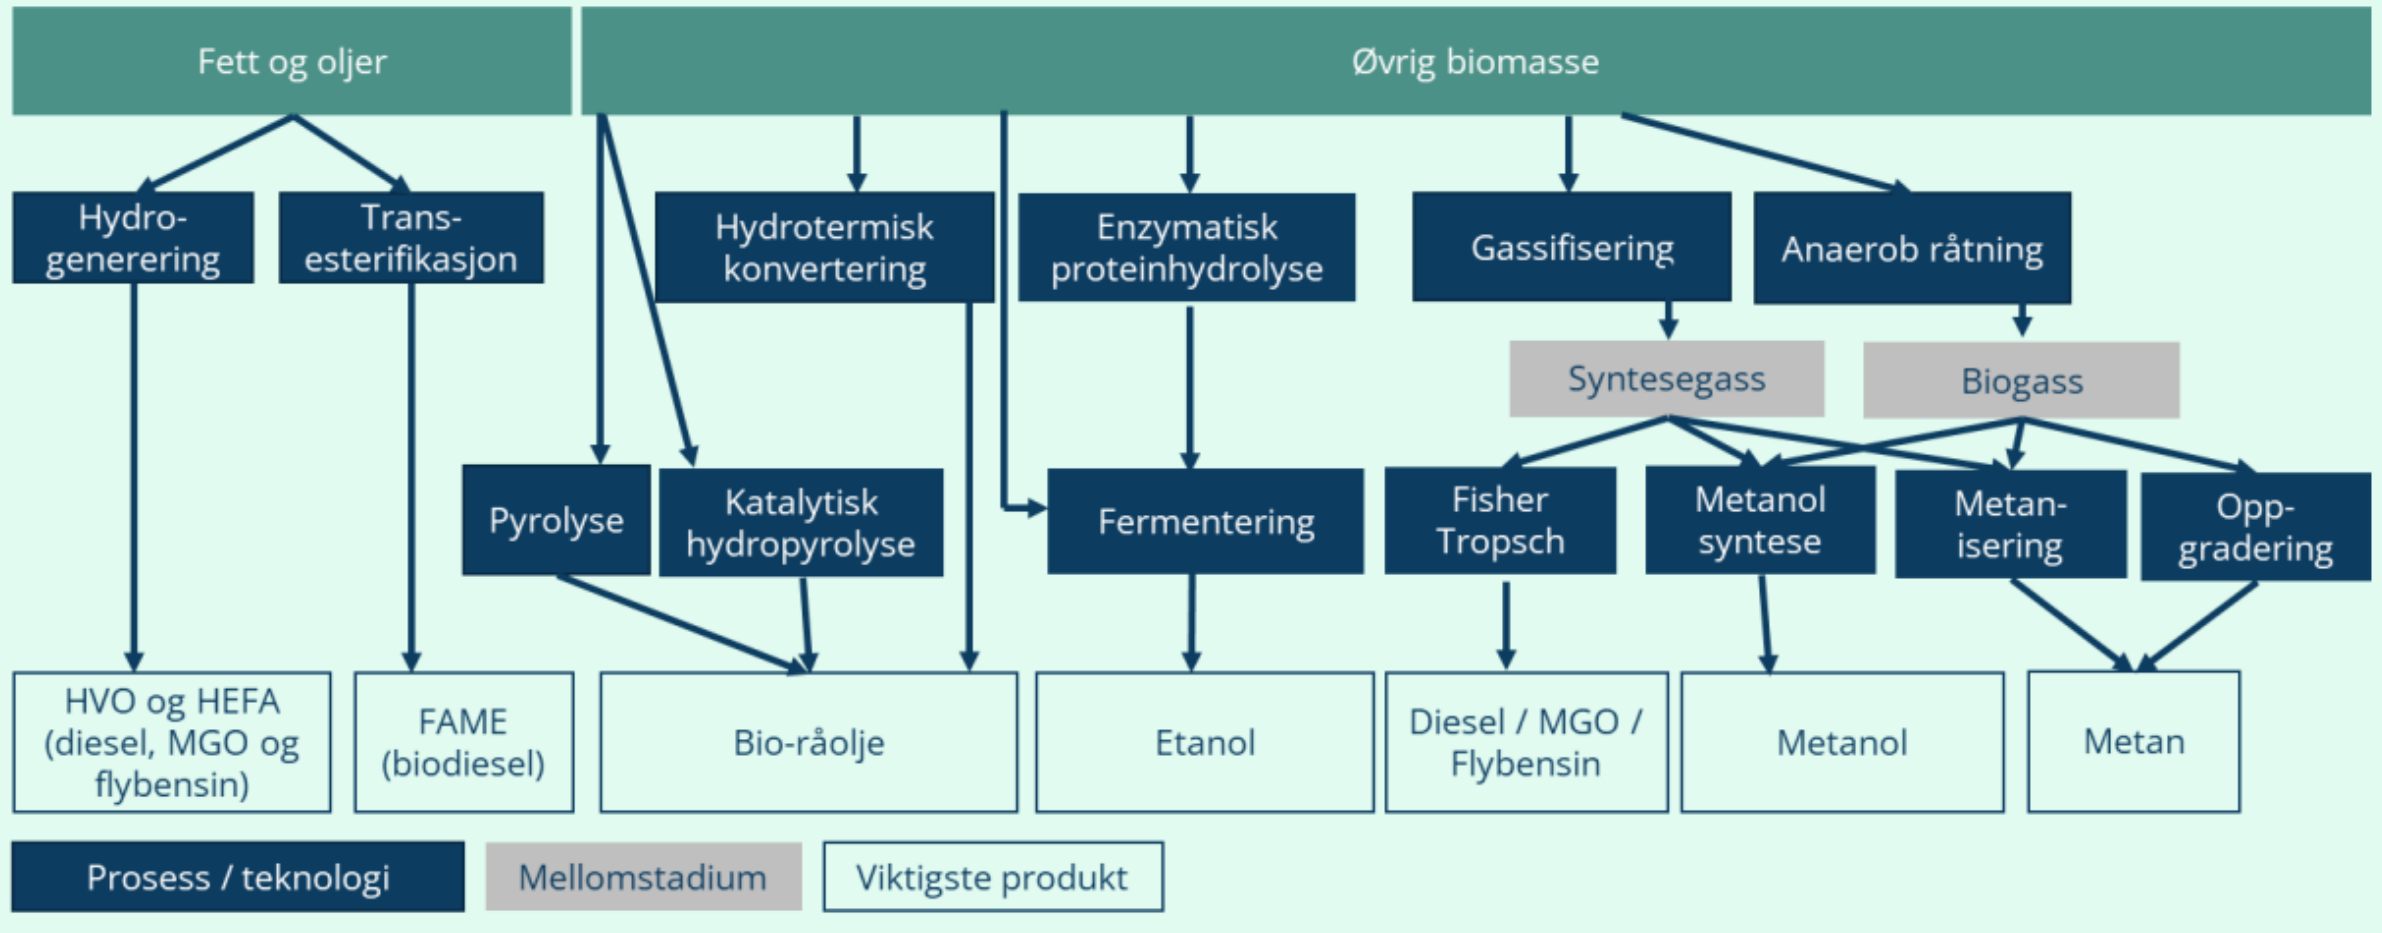 Fett og oljer
Øvrig biomasse
Hydro-
generering
Trans-
esterifikasjon
Hydrotermisk
konvertering
Enzymatisk
proteinhydrolyse
Gassifisering
Anaerob råtning
Syntesegass
Biogass
Pyrolyse
Katalytisk
hydropyrolyse
Fermentering
Fisher
Tropsch
Metanol
syntese
Metan-
isering
Opp-
gradering
HVO og HEFA
(diesel, MGO og
flybensin)
FAME
(biodiesel)
Bio-råolje
Etanol
Diesel / MGO /
Flybensin
Metanol
Metan
Prosess / teknologi
Mellomstadium
Viktigste produkt